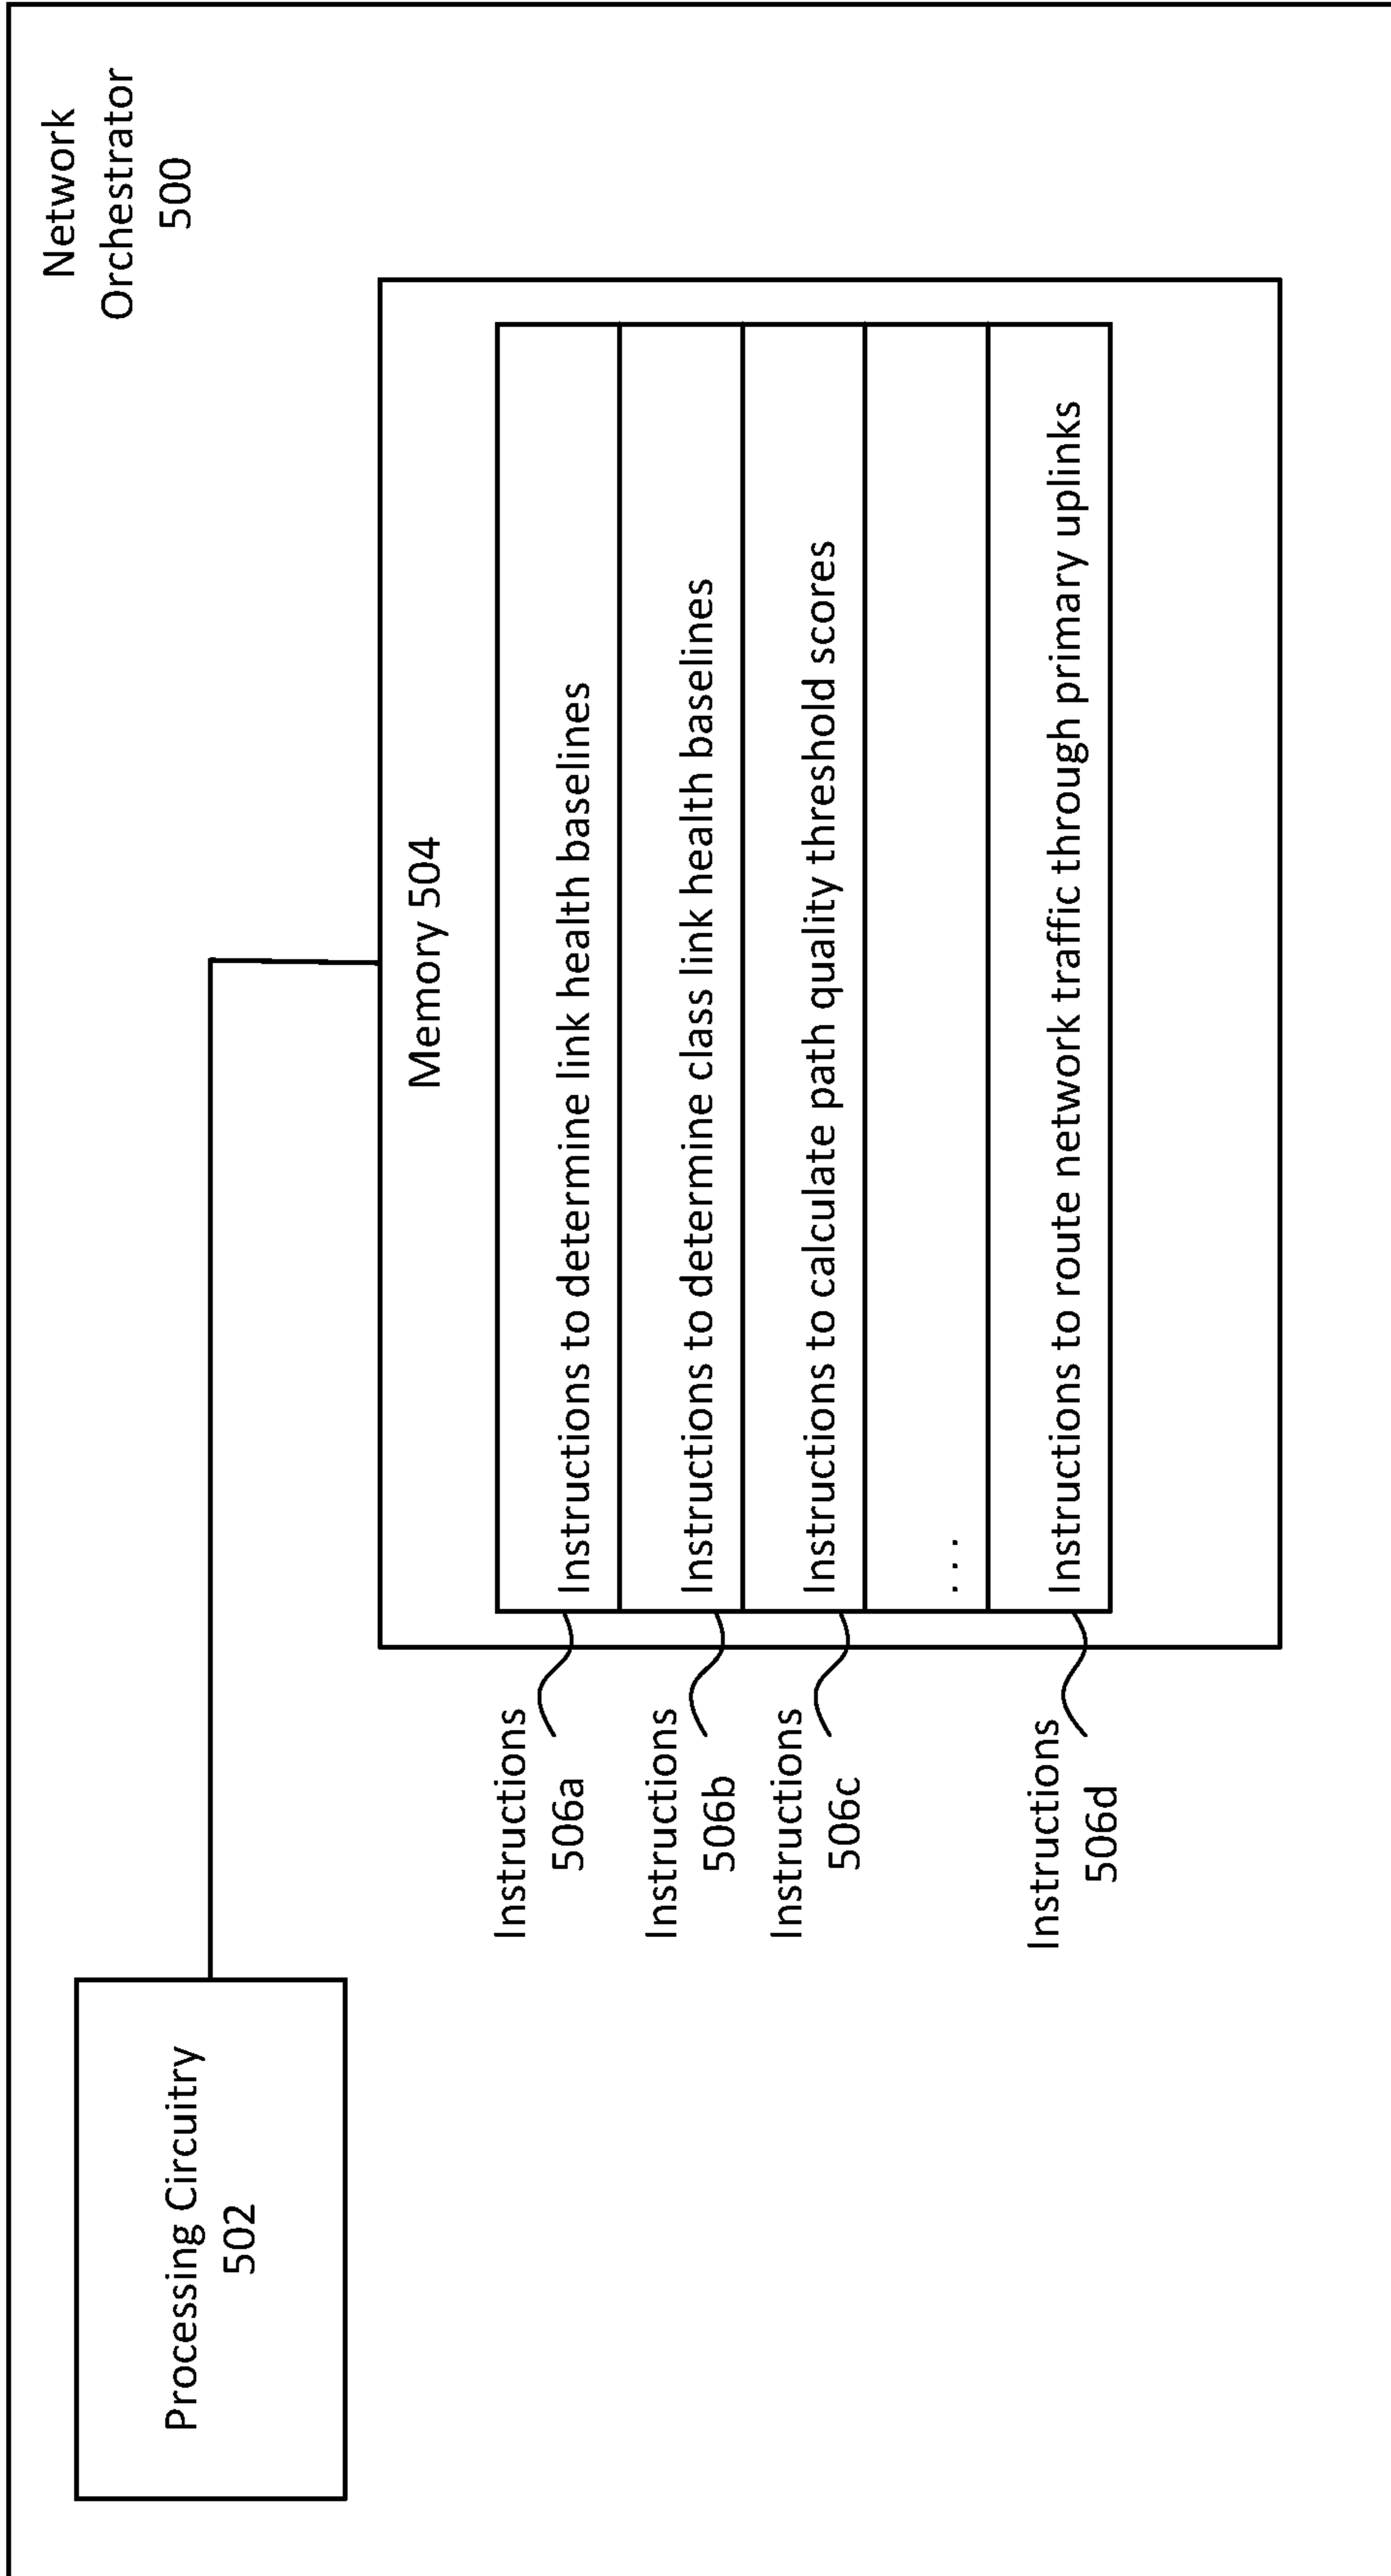 Network
Orchestrator
500
Processing Circuitry
502
Memory 504
Instructions
506a
Instructions to determine link health baselines
Instructions
506b
Instructions to determine class link health baselines
Instructions
506c
Instructions to calculate path quality threshold scores
. . .
Instructions
506d
Instructions to route network traffic through primary uplinks